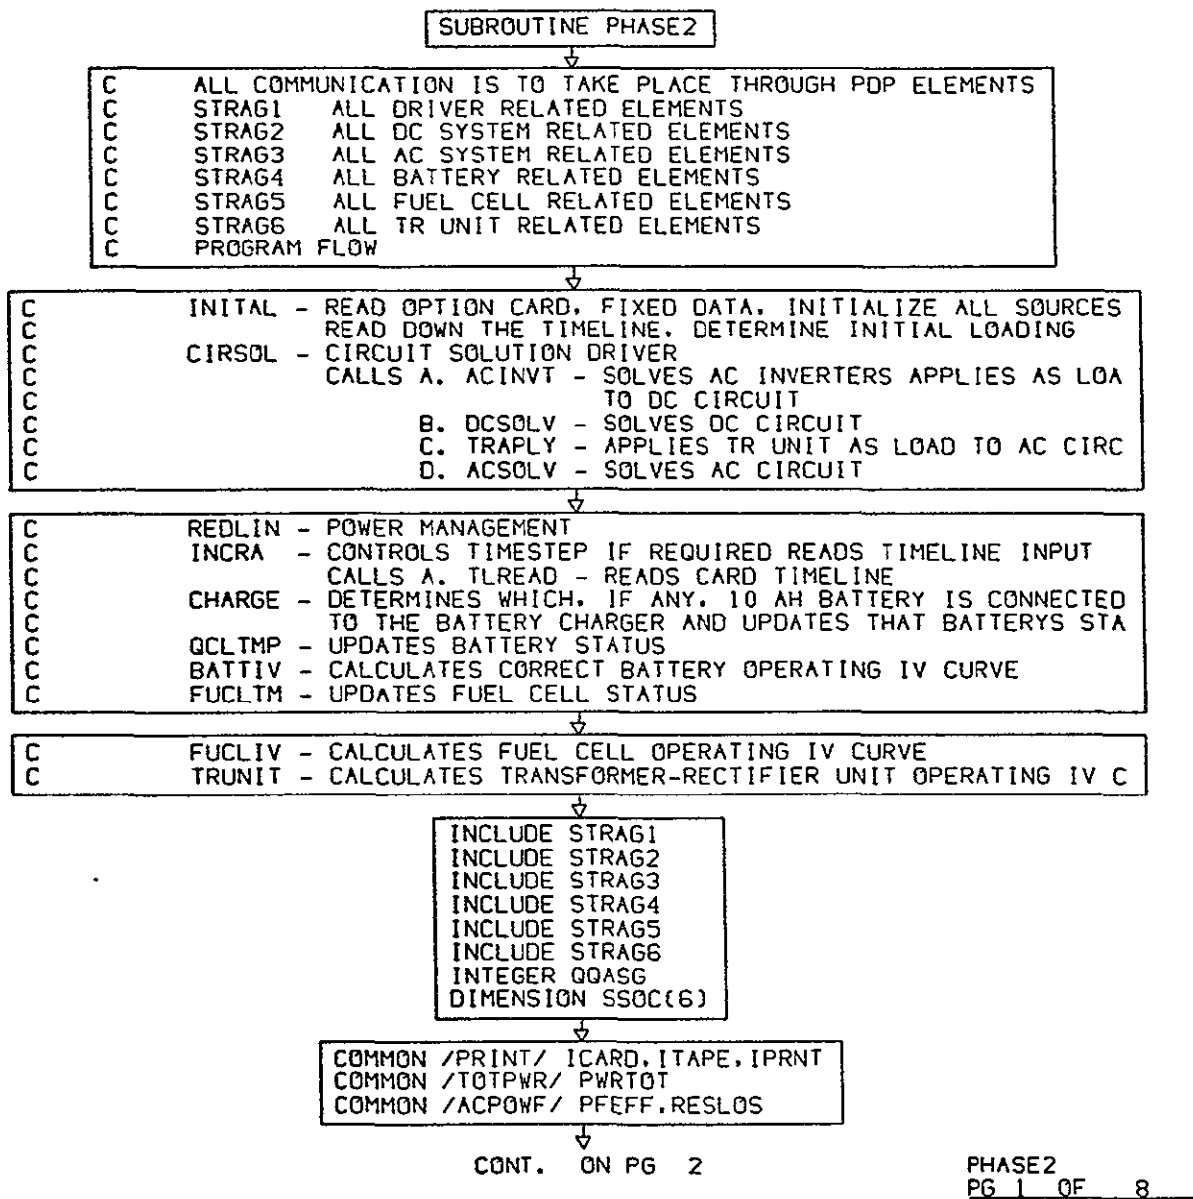 SUBROUTINE PHASE2
C ALL COMMUNICATION IS TO TAKE PLACE THROUGH PDP ELEMENTS
C STRAG1 ALL DRIVER RELATED ELEMENTS
C STRAG2 ALL DC SYSTEM RELATED ELEMENTS
C STRAG3 ALL AC SYSTEM RELATED ELEMENTS
C STRAG4 ALL BATTERY RELATED ELEMENTS
C STRAG5 ALL FUEL CELL RELATED ELEMENTS
C STRAG6 ALL TR UNIT RELATED ELEMENTS
C PROGRAM FLOW
C INITAL - READ OPTION CARD, FIXED DATA, INITIALIZE ALL SOURCES
C READ DOWN THE TIMELINE, DETERMINE INITIAL LOADING
C CIRSOL - CIRCUIT SOLUTION DRIVER
C CALLS A. ACINVT - SOLVES AC INVERTERS APPLIES AS LOA
C TO DC CIRCUIT
C B. DCSOLV - SOLVES DC CIRCUIT
C C. TRAPLY - APPLIES TR UNIT AS LOAD TO AC CIRC
C D. ACSOLV - SOLVES AC CIRCUIT
C REDLIN - POWER MANAGEMENT
C INCRA - CONTROLS TIMESTEP IF REQUIRED READS TIMELINE INPUT
C CALLS A. TLREAD - READS CARD TIMELINE
C CHARGE - DETERMINES WHICH, IF ANY, 10 AH BATTERY IS CONNECTED
C TO THE BATTERY CHARGER AND UPDATES THAT BATTERYS STA
C QCLTMP - UPDATES BATTERY STATUS
C BATTIV - CALCULATES CORRECT BATTERY OPERATING IV CURVE
C FUCLTM - UPDATES FUEL CELL STATUS
C FUCLIV - CALCULATES FUEL CELL OPERATING IV CURVE
C TRUNIT - CALCULATES TRANSFORMER-RECTIFIER UNIT OPERATING IV C
INCLUDE STRAG1
INCLUDE STRAG2
INCLUDE STRAG3
INCLUDE STRAG4
INCLUDE STRAG5
INCLUDE STRAG6
INTEGER QQASG
DIMENSION SSOC(6)
COMMON /PRINT/ ICARD,ITAPE,IPRNT
COMMON /TOTPWR/ PWRTOT
COMMON /ACPOWF/ PFEFF,RESLOS
CONT. ON PG 2
PHASE2
PG 1 OF 8